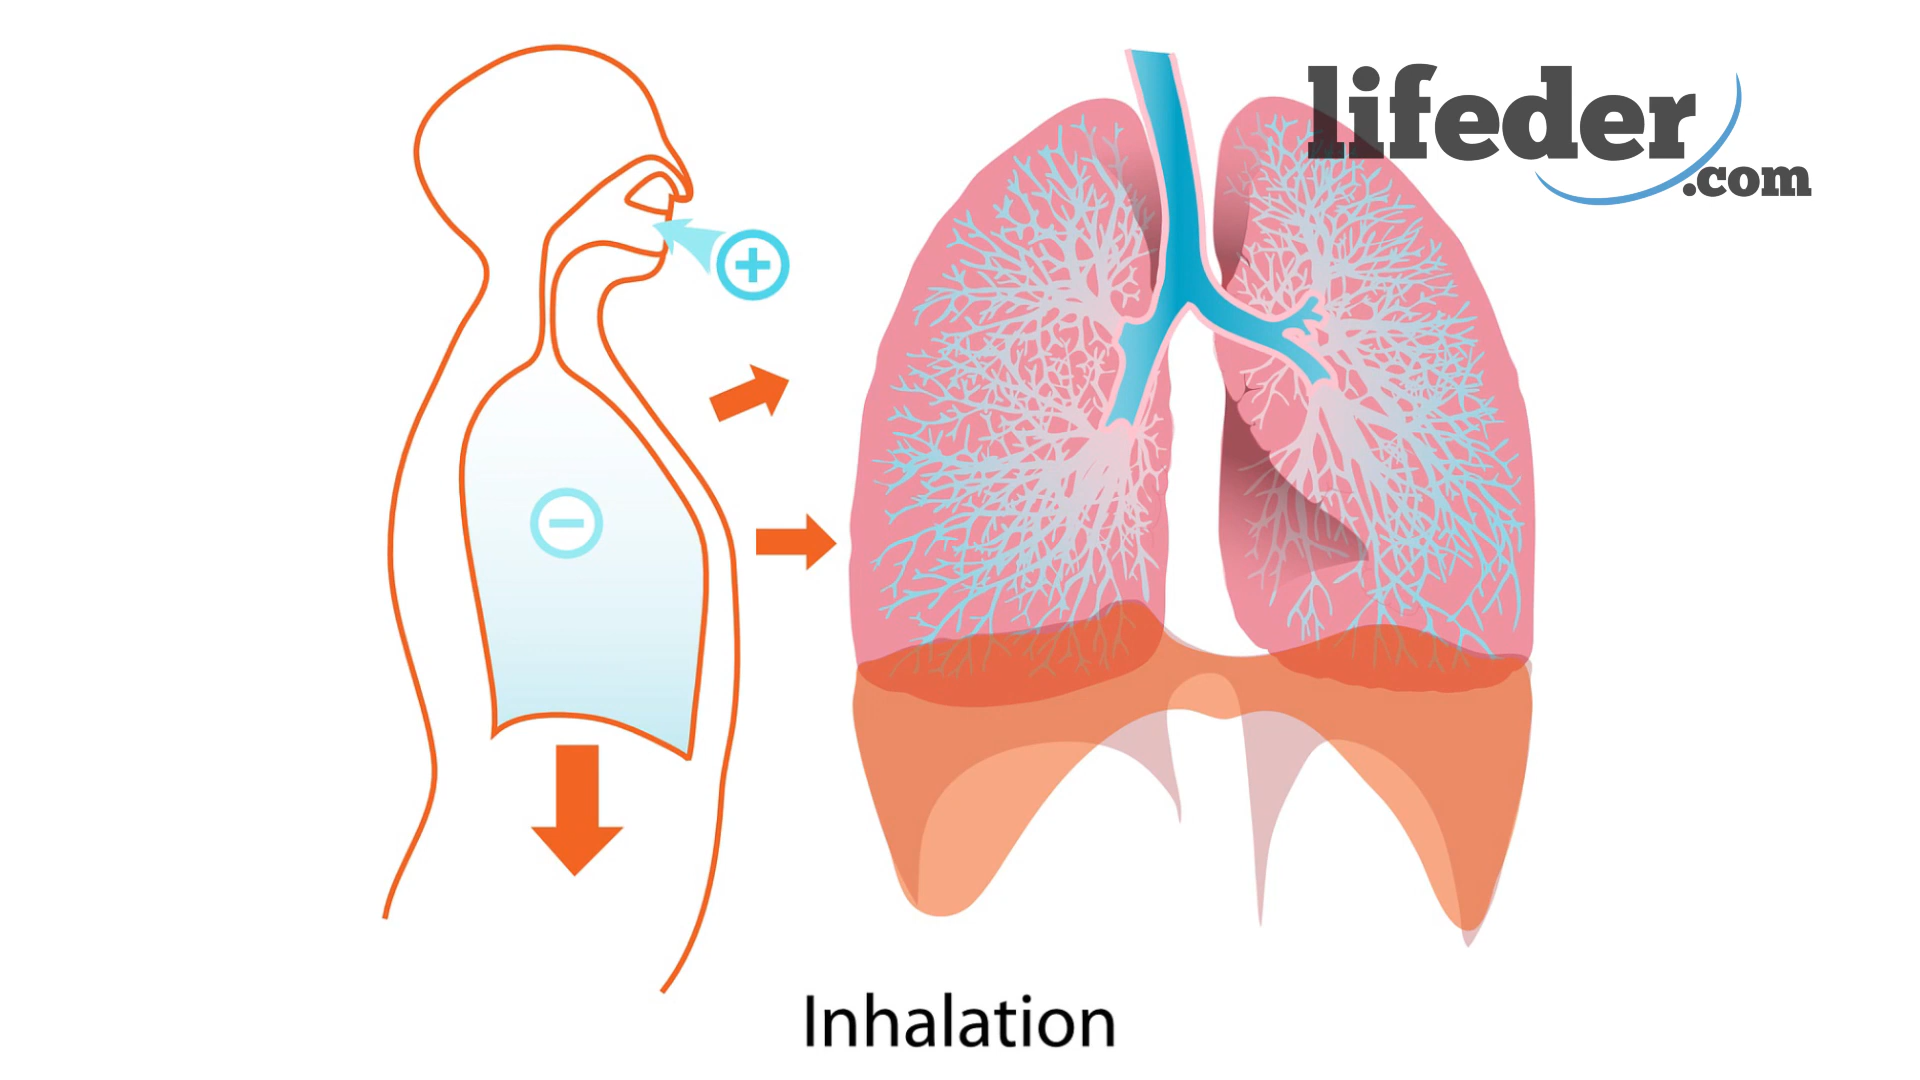 lifeder
.com
+
−
Inhalation